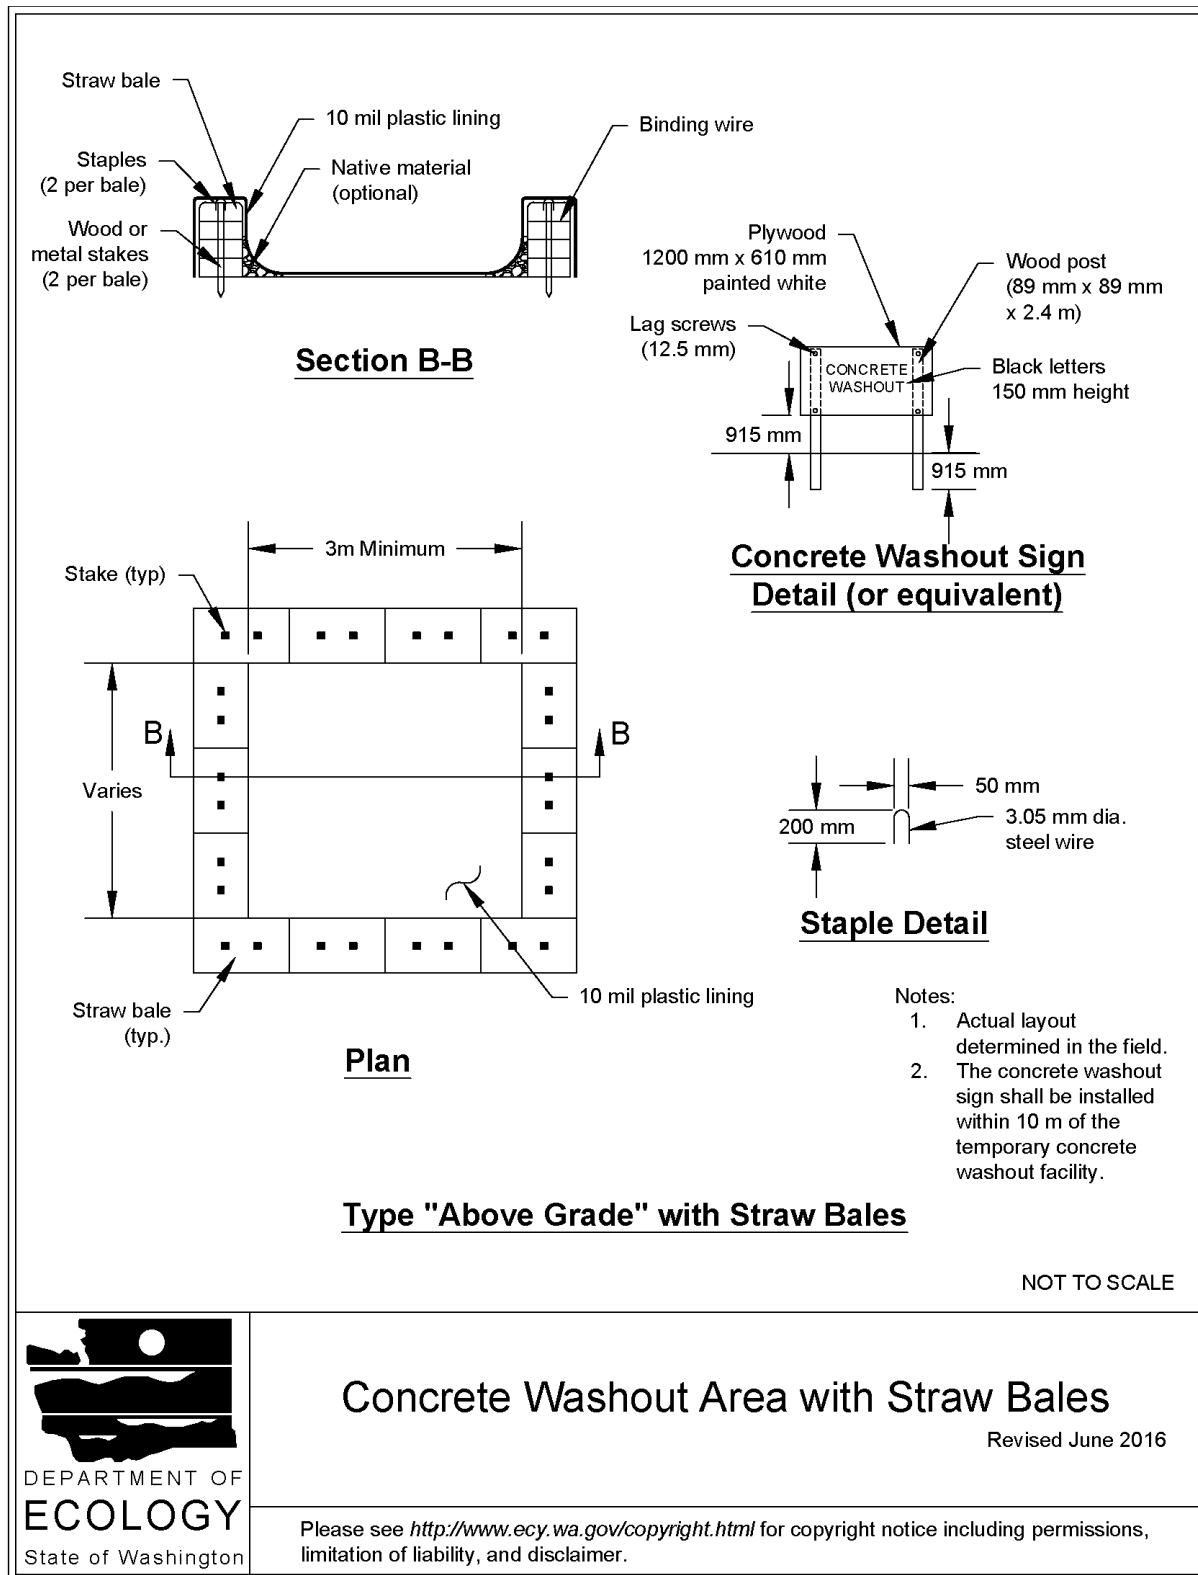 Straw bale
10 mil plastic lining
Staples
(2 per bale)
Native material
(optional)
Wood or
metal stakes
(2 per bale)
Binding wire
Section B-B
Plywood
1200 mm x 610 mm
painted white
Wood post
(89 mm x 89 mm
x 2.4 m)
Lag screws
(12.5 mm)
CONCRETE
WASHOUT
Black letters
150 mm height
915 mm
915 mm
Concrete Washout Sign
Detail (or equivalent)
3m Minimum
Stake (typ)
B
B
Varies
10 mil plastic lining
Straw bale
(typ.)
Plan
50 mm
200 mm
3.05 mm dia.
steel wire
Staple Detail
Notes:
1. Actual layout
determined in the field.
2. The concrete washout
sign shall be installed
within 10 m of the
temporary concrete
washout facility.
Type "Above Grade" with Straw Bales
NOT TO SCALE
DEPARTMENT OF
ECOLOGY
State of Washington
Concrete Washout Area with Straw Bales
Revised June 2016
Please see http://www.ecy.wa.gov/copyright.html for copyright notice including permissions,
limitation of liability, and disclaimer.